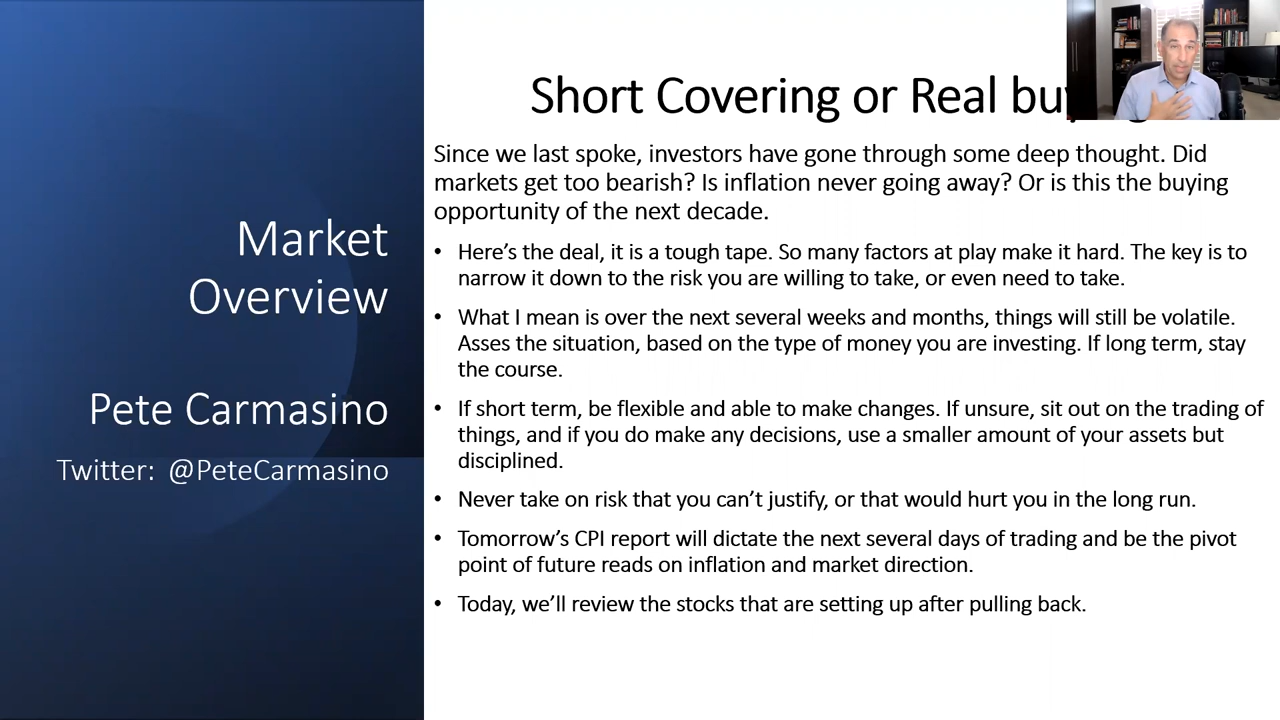 Market
Overview
Pete Carmasino
Twitter: @PeteCarmasino
Short Covering or Real
Since we last spoke, investors have gone through some deep thought. Did
markets get too bearish? Is inflation never going away? Or is this the buying
opportunity of the next decade.
• Here's the deal, it is a tough tape. So many factors at play make it hard. The key is to
narrow it down to the risk you are willing to take, or even need to take.
• What I mean is over the next several weeks and months, things will still be volatile.
Asses the situation, based on the type of money you are investing. If long term, stay
the course.
• If short term, be flexible and able to make changes. If unsure, sit out on the trading of
things, and if you do make any decisions, use a smaller amount of your assets but
disciplined.
• Never take on risk that you can't justify, or that would hurt you in the long run.
• Tomorrow's CPI report will dictate the next several days of trading and be the pivot
point of future reads on inflation and market direction.
• Today, we'll review the stocks that are setting up after pulling back.